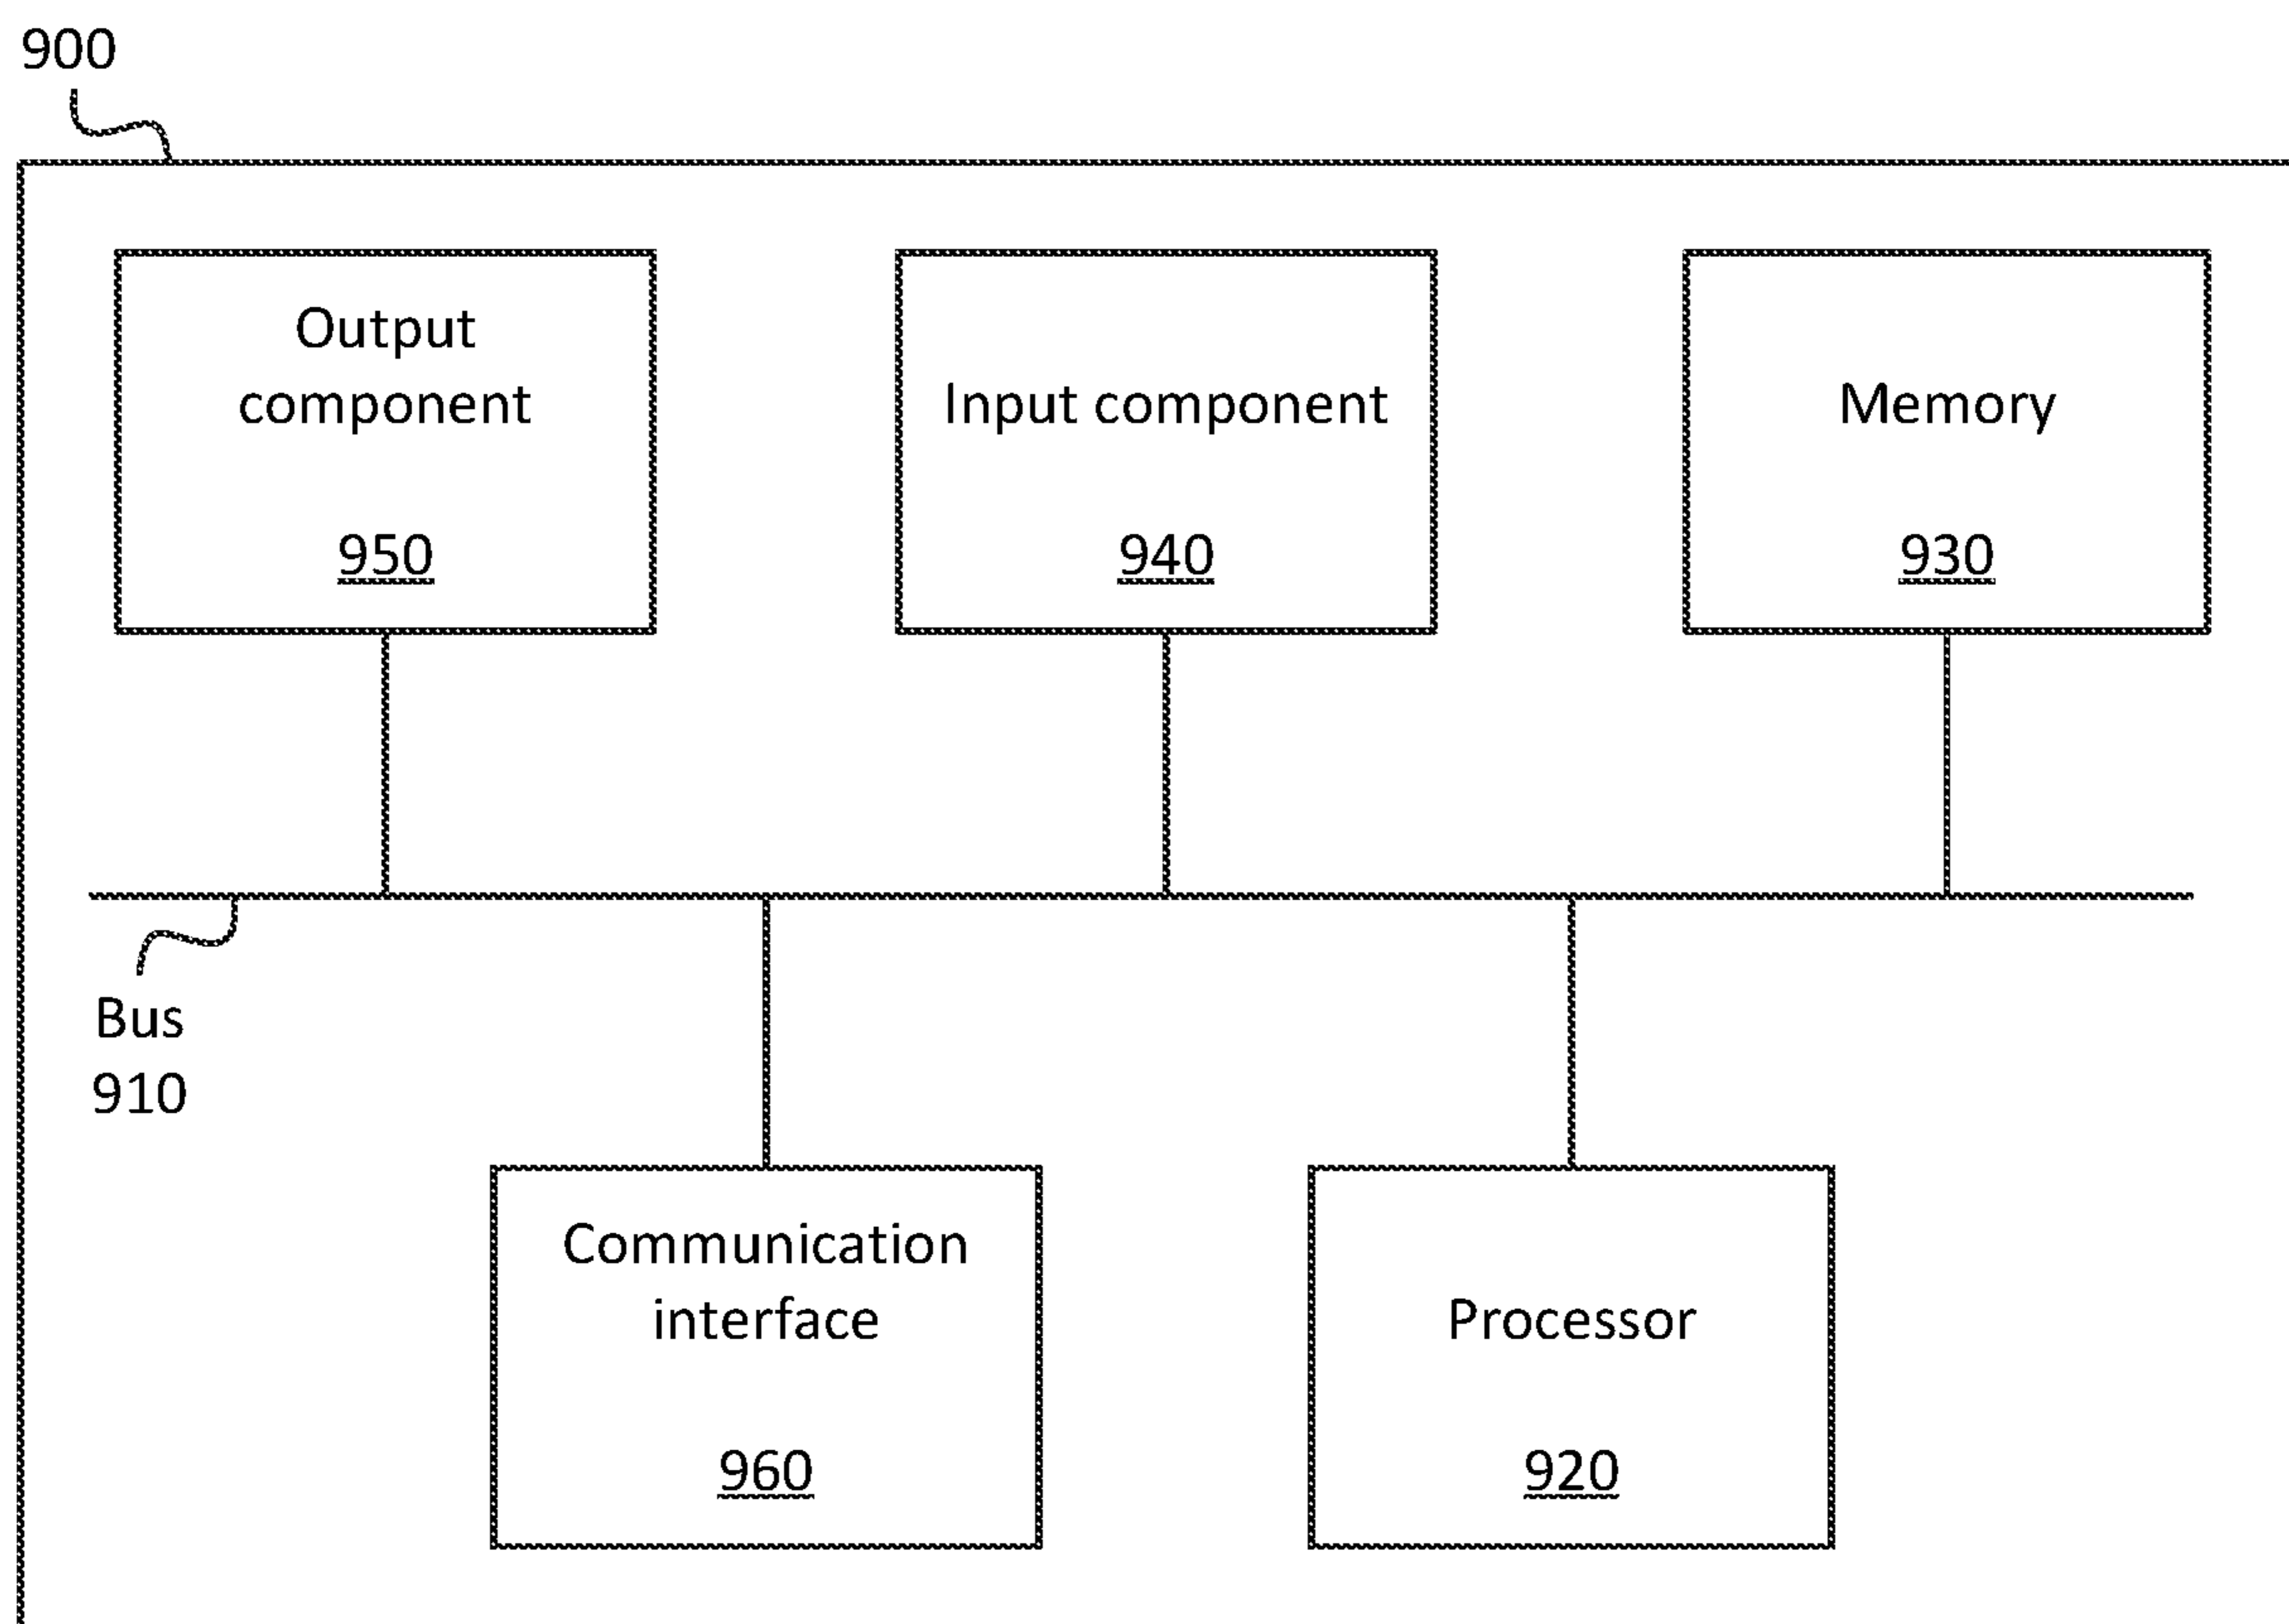 900
Output
component
950
Input component
940
Memory
930
Bus
910
Communication
interface
960
Processor
920